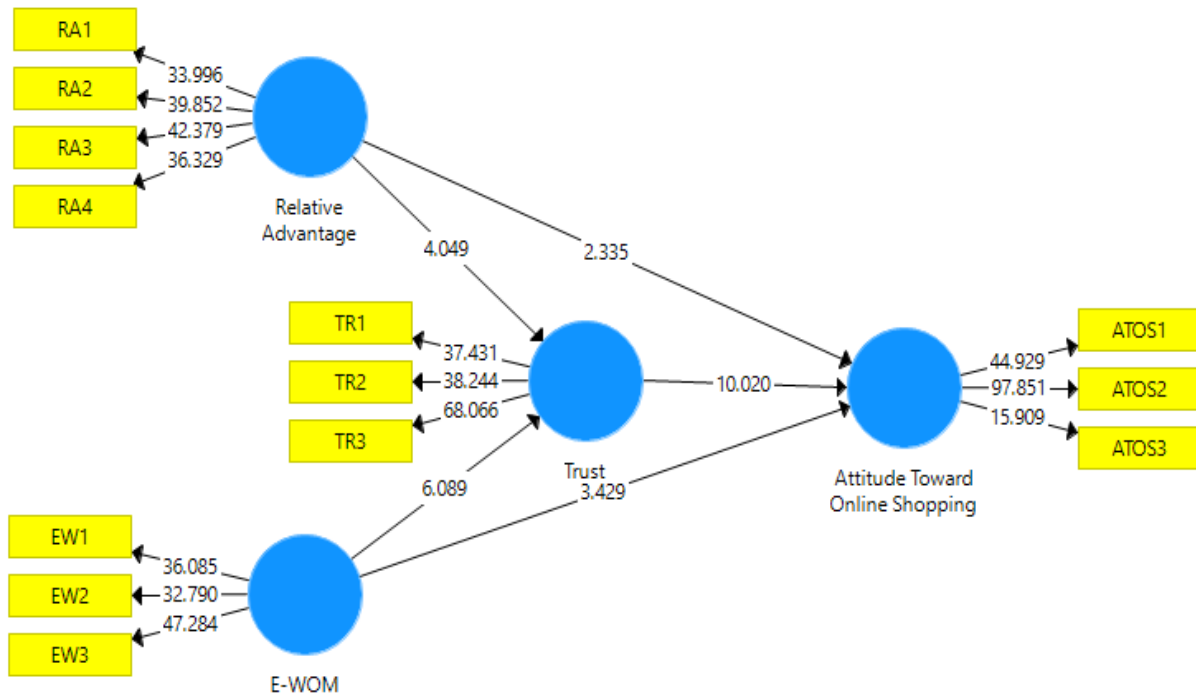 RA1
33.996
RA2
39.852
RA3
42.379
36.329
RA4
Relative
Advantage
4.049
2.335
TR1
37.431
TR2
38.244
68.066
TR3
Trust
10.020
ATOS1
44.929
97.851
ATOS2
15.909
ATOS3
Attitude Toward
Online Shopping
6.089
3.429
EW1
36.085
EW2
32.790
47.284
EW3
E-WOM